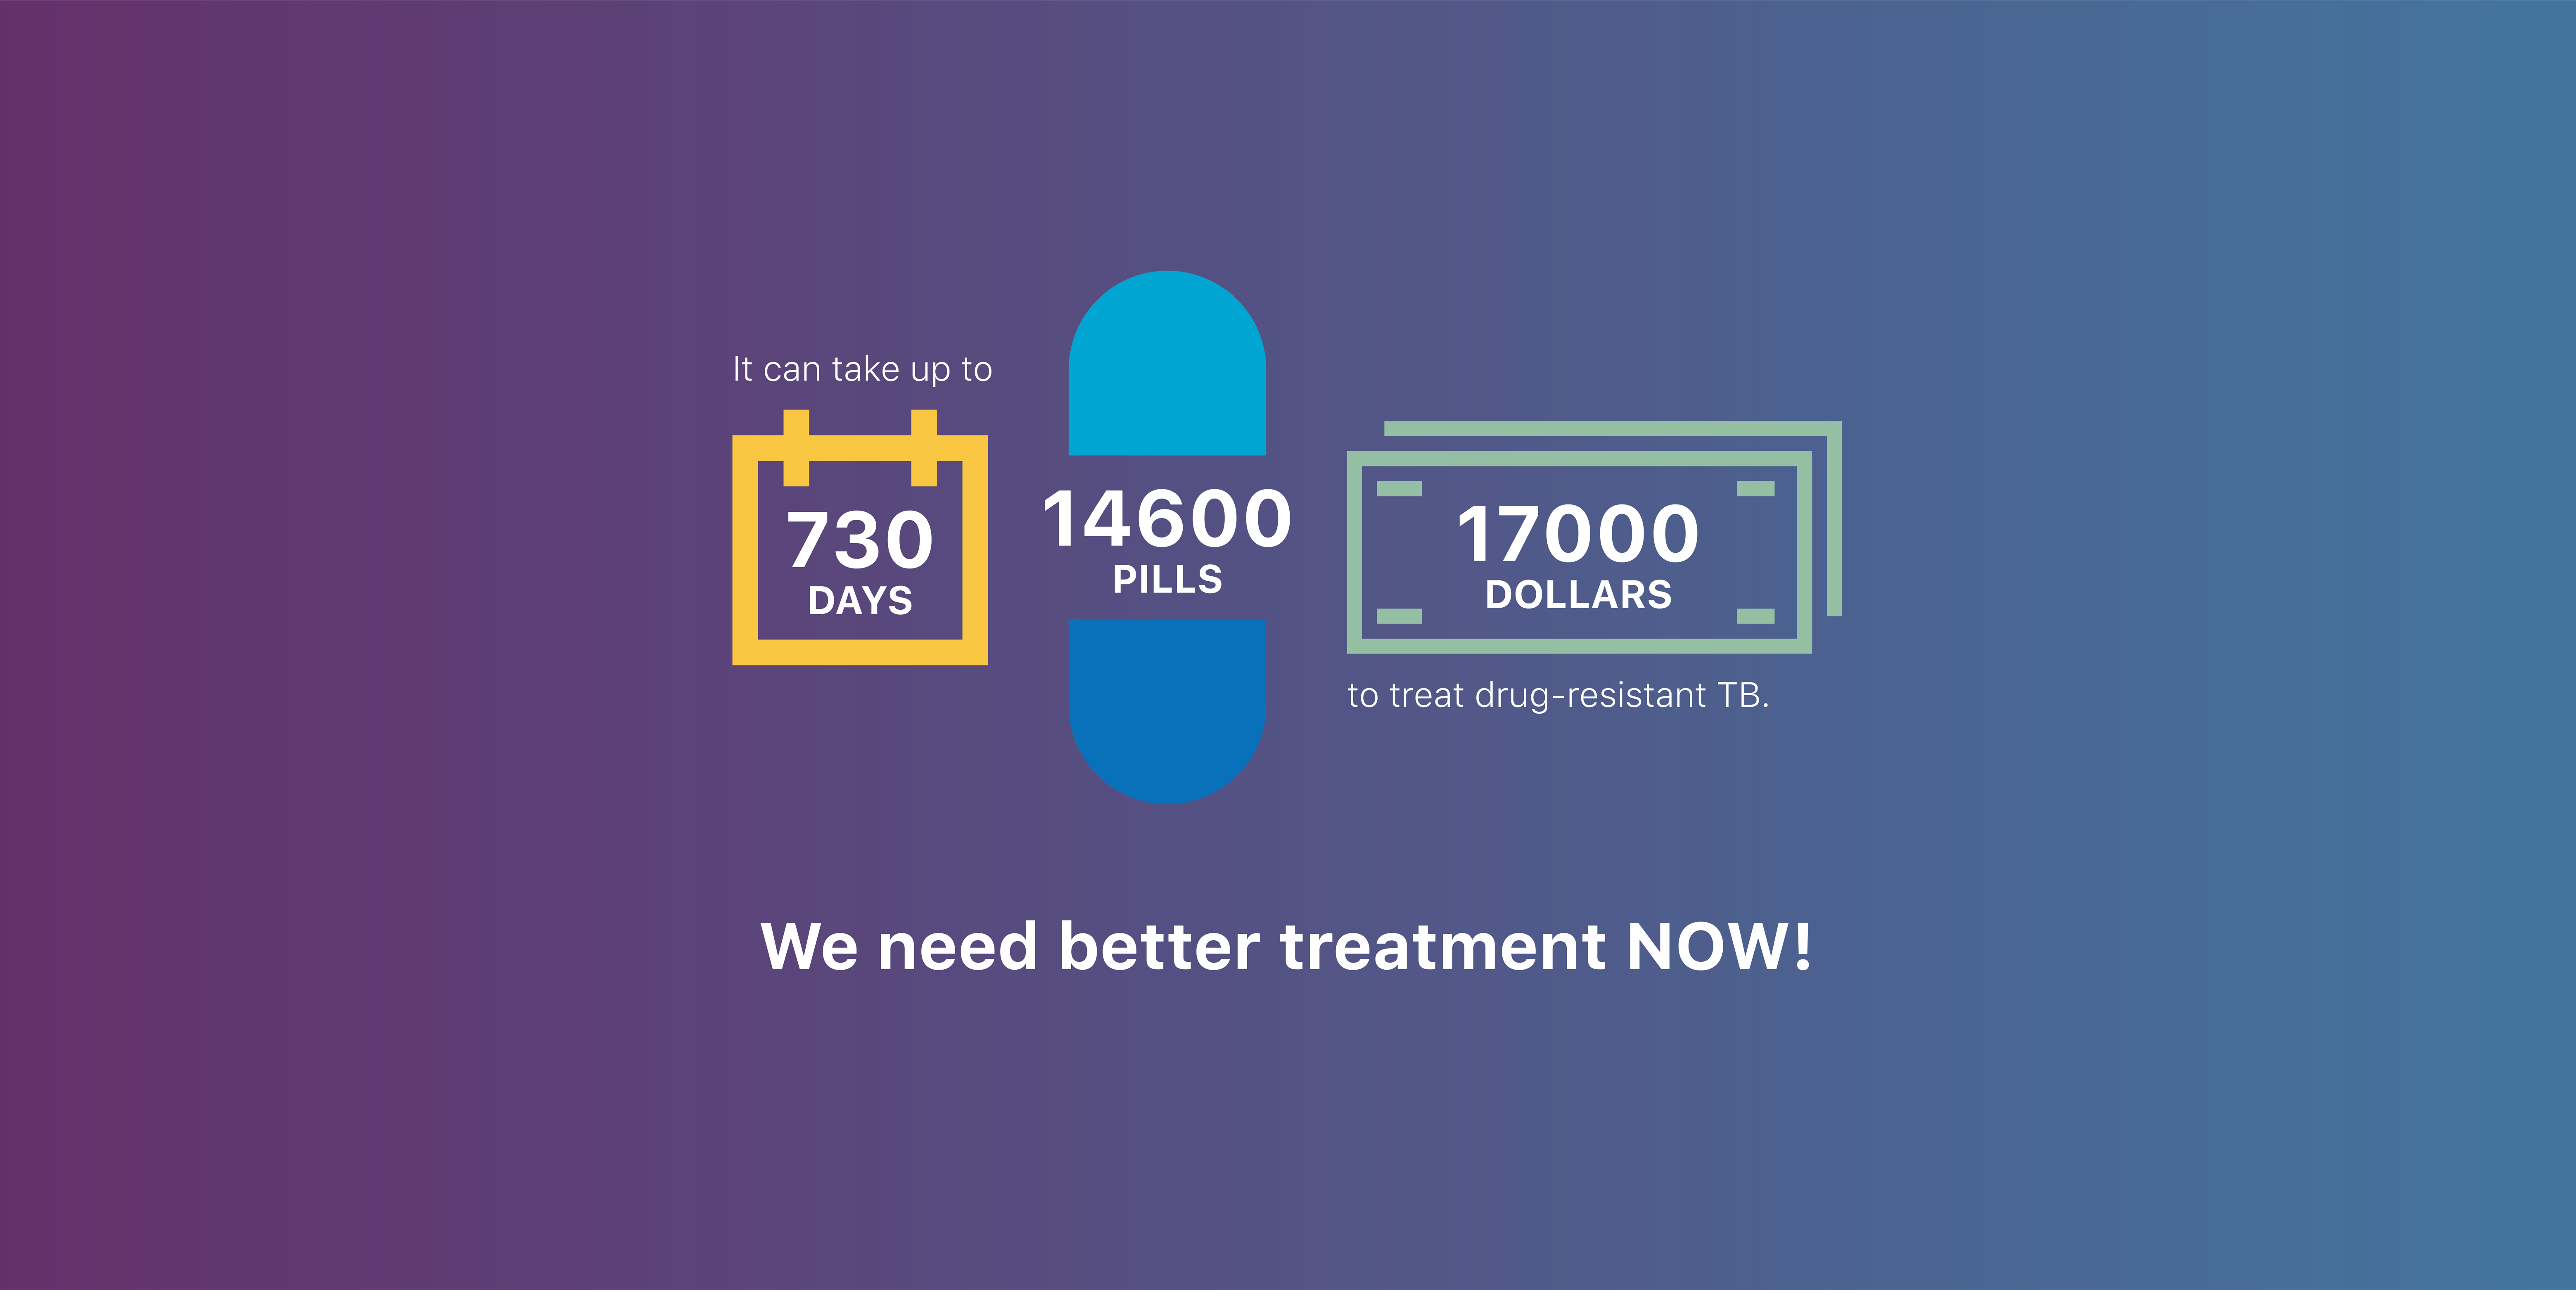 It can take up to
730
DAYS
14600
PILLS
17000
DOLLARS
to treat drug-resistant TB.
We need better treatment NOW!